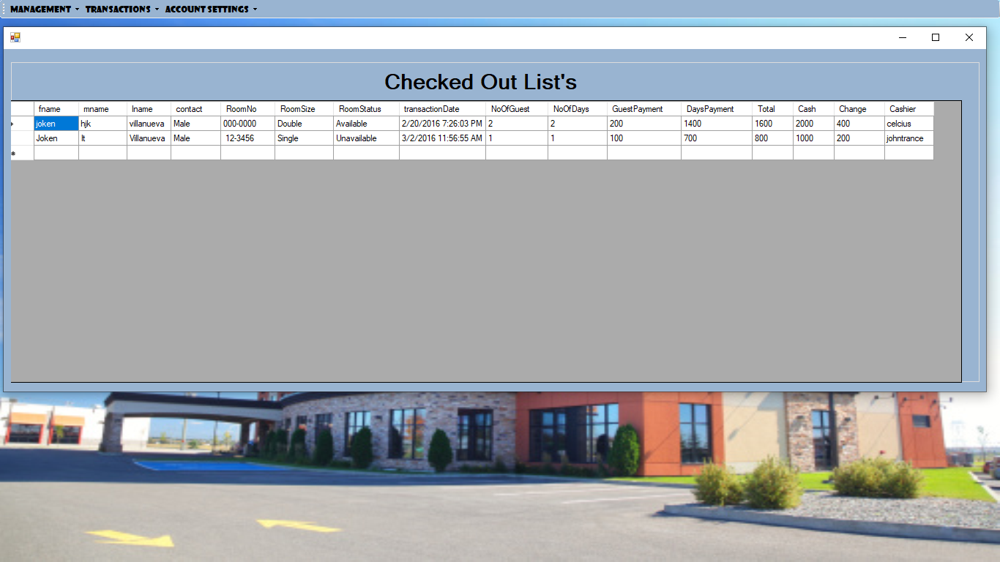 MANAGEMENT TRANSACTIONS ACCOUNT SETTINGS
Checked Out List's
fname mname lname contact RoomNo RoomSize RoomStatus transactionDate NoOfGuest NoOfDays GuestPayment DaysPayment Total Cash Change Cashier
joken hjk villanueva Male 000-0000 Double Available 2/20/2016 7:26:03 PM 2 2 200 1400 1600 2000 400 celcius
Joken lt Villanueva Male 12-3456 Single Unavailable 3/2/2016 11:56:55 AM 1 1 100 700 800 1000 200 johntrance